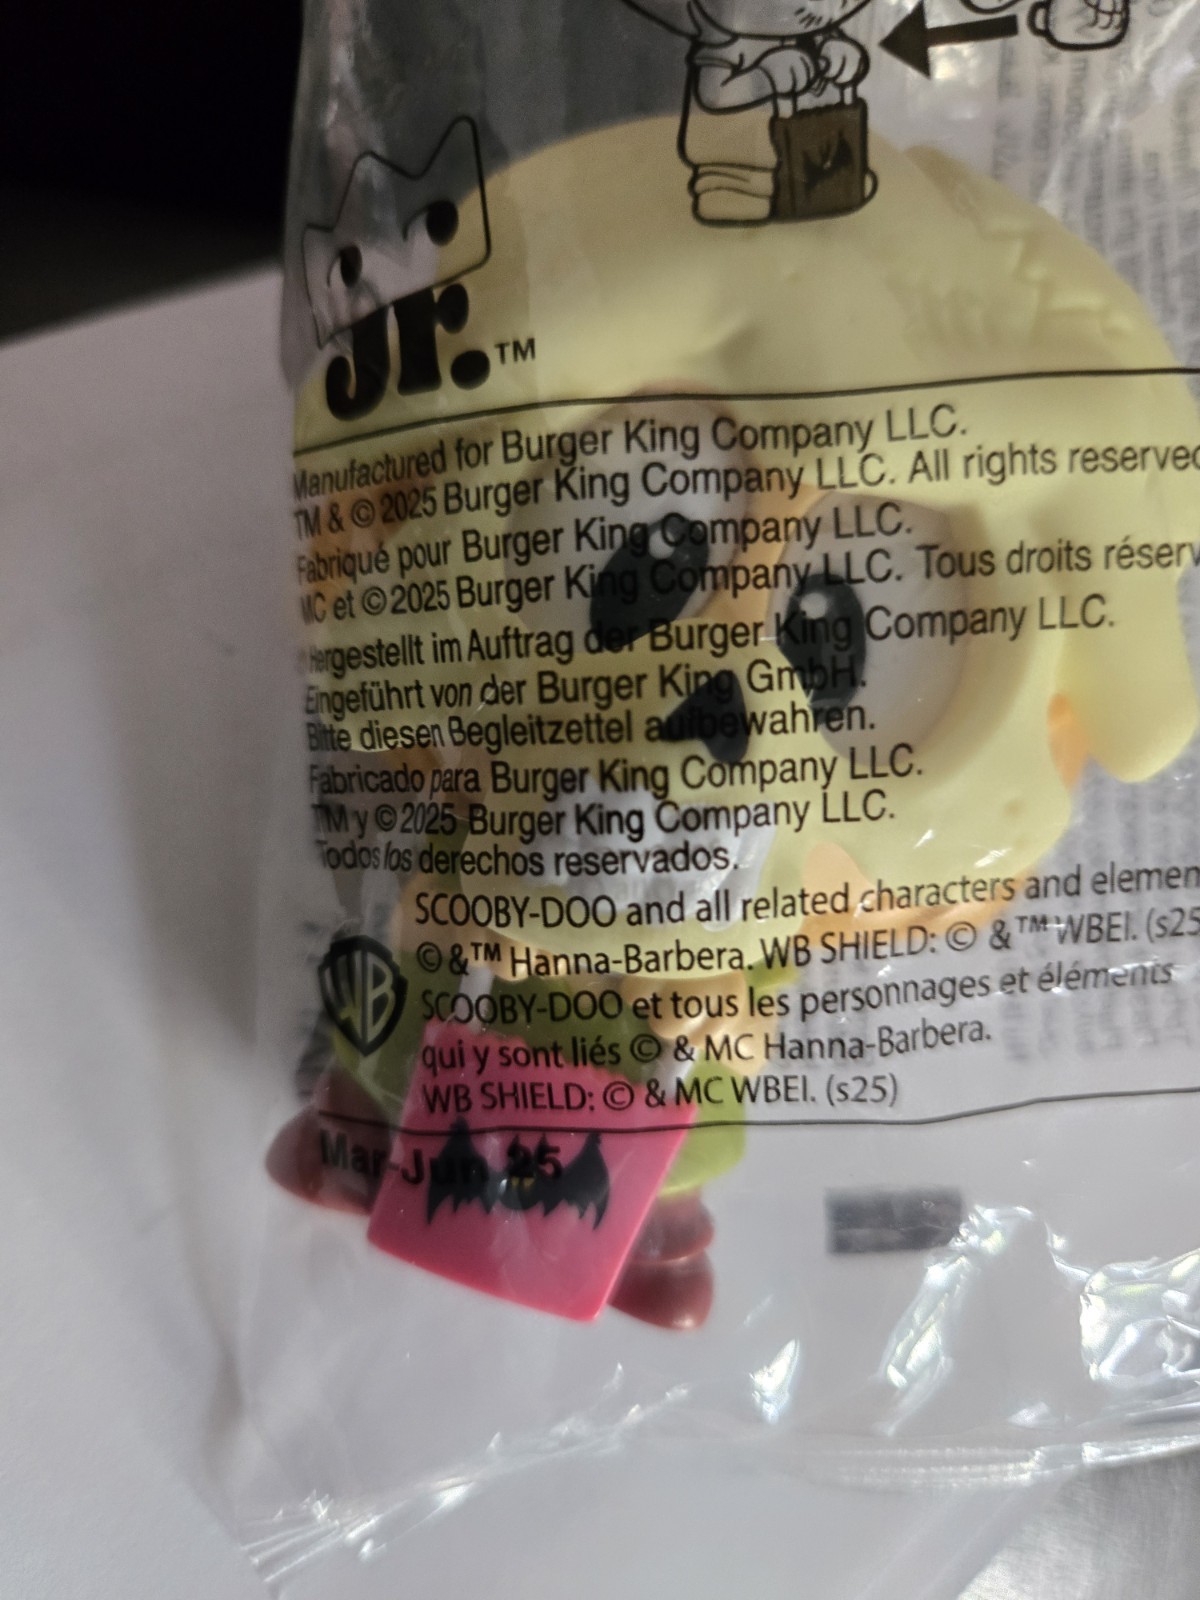 Jr.™
Manufactured for Burger King Company LLC.
TM & © 2025 Burger King Company LLC. All rights reserved
Fabriqué pour Burger King Company LLC.
MC et © 2025 Burger King Company LLC. Tous droits réserv
Hergestellt im Auftrag der Burger King Company LLC.
Eingeführt von der Burger King GmbH.
Bitte diesen Begleitzettel aufbewahren.
Fabricado para Burger King Company LLC.
TM y © 2025 Burger King Company LLC.
Todos los derechos reservados.
SCOOBY-DOO and all related characters and elemen
© & ™ Hanna-Barbera. WB SHIELD: © & ™ WBEI. (s25
WB
SCOOBY-DOO et tous les personnages et éléments
qui y sont liés © & MC Hanna-Barbera.
WB SHIELD: © & MC WBEI. (s25)
Mar-Jun 25